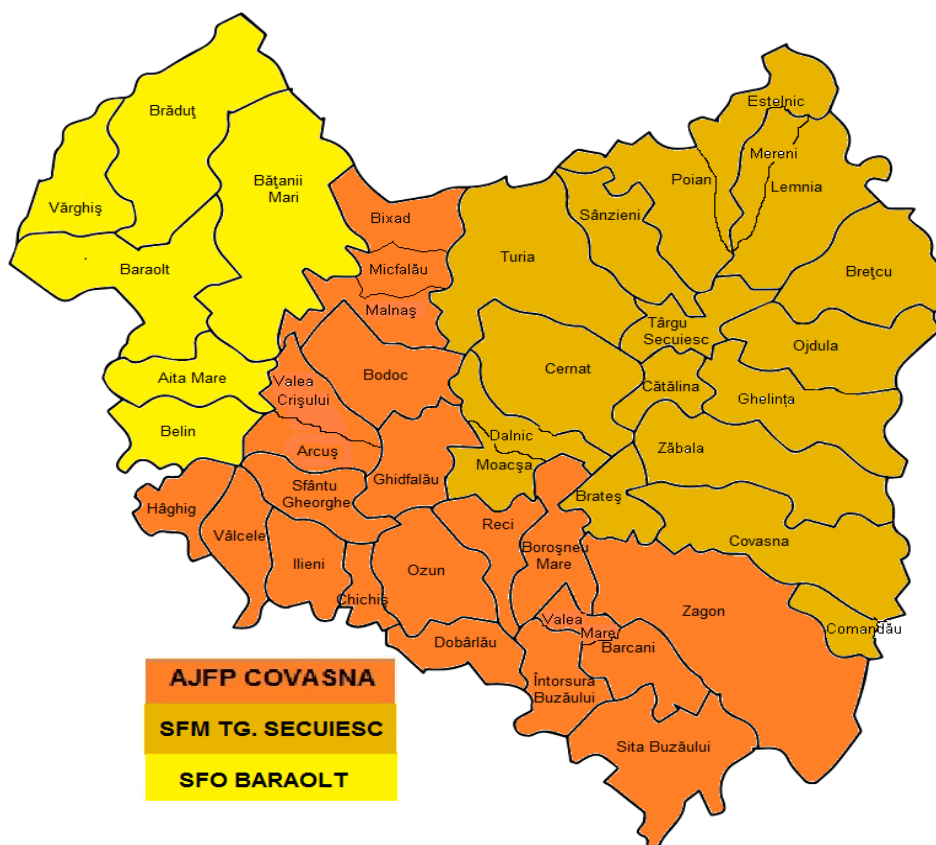 Estelnic
Brăduţ
Mereni
Poian
Lemnia
Băţanii
Mari
Vârghiş
Sânzieni
Bixad
Baraolt
Turia
Micfalău
Breţcu
Malnaş
Târgu
Secuiesc
Ojdula
Aita Mare
Valea
Crişului
Bodoc
Cernat
Cătălina
Ghelința
Belin
Dalnic
Arcuş
Moacşa
Zăbala
Sfântu
Gheorghe
Ghidfalău
Brateş
Hâghig
Vâlcele
Reci
Covasna
Ilieni
Ozun
Boroşneu
Mare
Chichiş
Zagon
Valea
Mare
Comandău
Dobârlău
Barcani
Întorsura
Buzăului
Sita Buzăului
AJFP COVASNA
SFM TG. SECUIESC
SFO BARAOLT